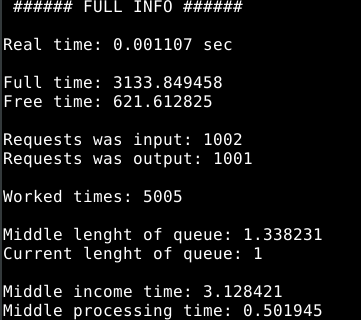 ###### FULL INFO ######
Real time: 0.001107 sec
Full time: 3133.849458
Free time: 621.612825
Requests was input: 1002
Requests was output: 1001
Worked times: 5005
Middle lenght of queue: 1.338231
Current lenght of queue: 1
Middle income time: 3.128421
Middle processing time: 0.501945